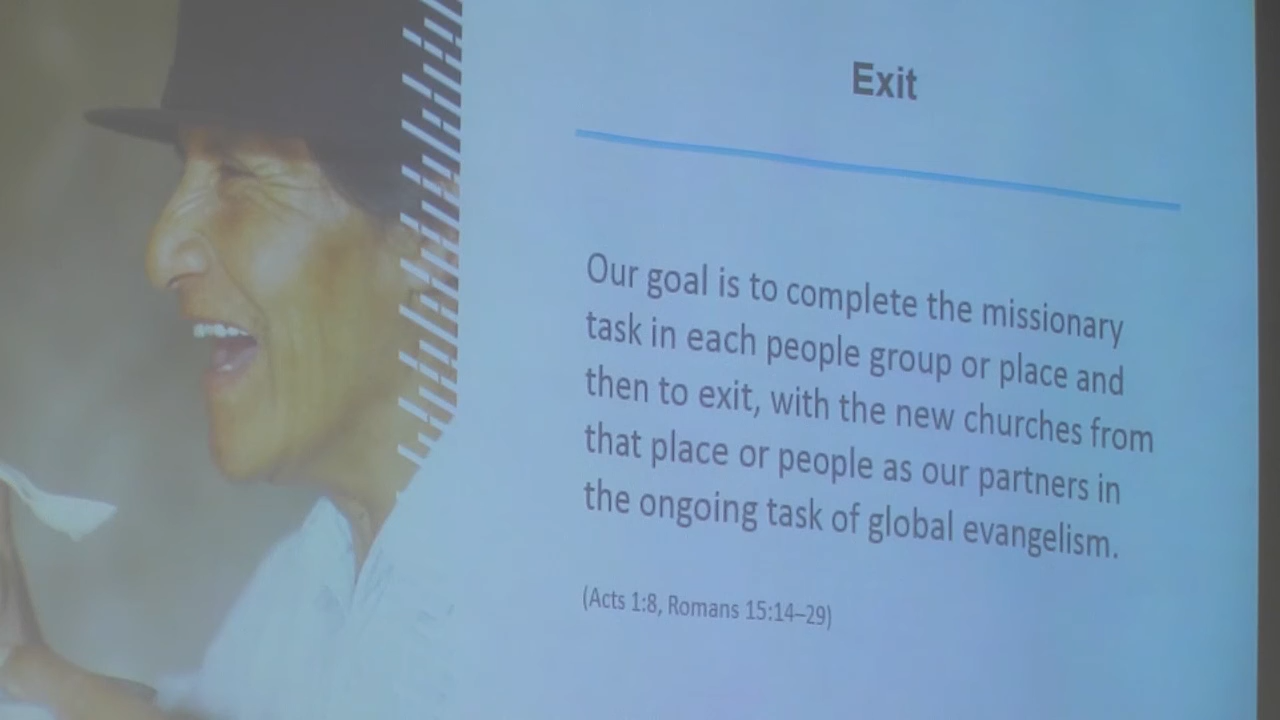 Exit
Our goal is to complete the missionary
task in each people group or place and
then to exit, with the new churches from
that place or people as our partners in
the ongoing task of global evangelism.
(Acts 1:8, Romans 15:14–29)